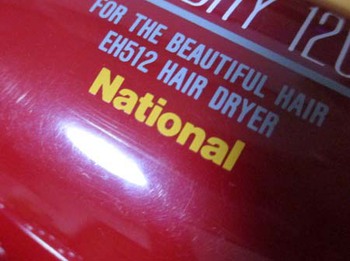 FOR THE BEAUTIFUL HAIR
EH512 HAIR DRYER
National